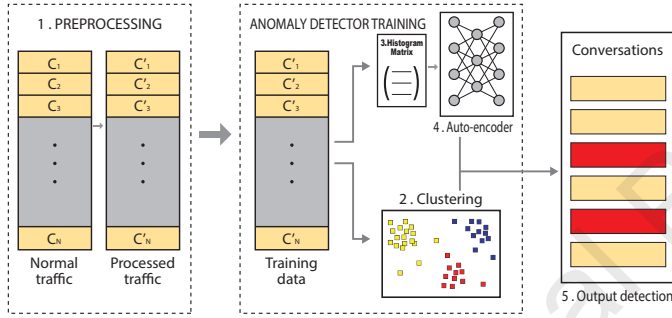 1 . PREPROCESSING
C1
C2
C3
CN
Normal
traffic
C'1
C'2
C'3
C'N
Processed
traffic
ANOMALY DETECTOR TRAINING
C'1
C'2
C'3
C'N
Training
data
3.Histogram
Matrix
4 . Auto-encoder
2 . Clustering
Conversations
5 . Output detection